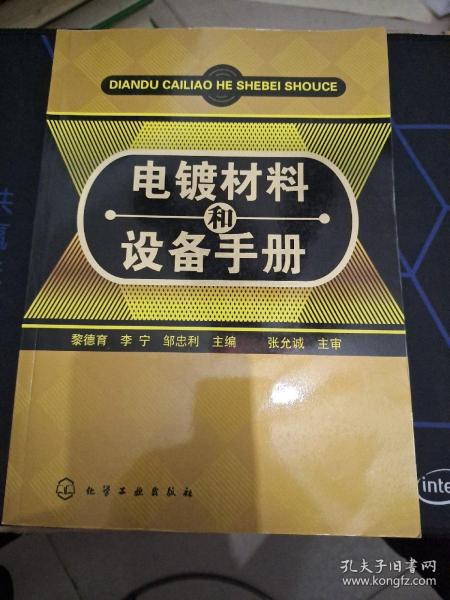 DIANDU CAILIAO HE SHEBEI SHOUCE
电镀材料
和
设备手册
黎德育 李宁 邹忠利 主编 张允诚 主审
化学工业出版社
inte
孔夫子旧书网
www.kongfz.com